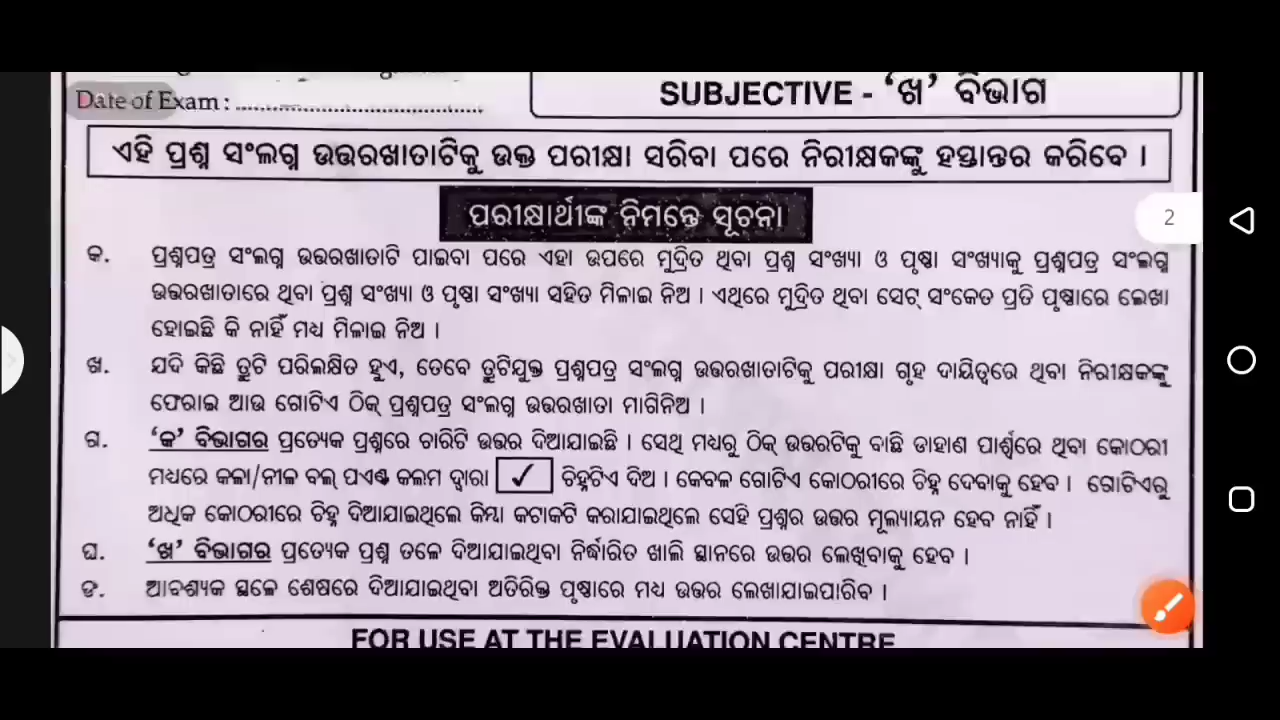 Date of Exam : ................................................
SUBJECTIVE - ‘ଖ’ ବିଭାଗ
ଏହି ପ୍ରଶ୍ନ ସଂଲଗ୍ନ ଉତ୍ତରଖାତାଟିକୁ ଉକ୍ତ ପରୀକ୍ଷା ସରିବା ପରେ ନିରୀକ୍ଷକଙ୍କୁ ହସ୍ତାନ୍ତର କରିବେ ।
ପରୀକ୍ଷାର୍ଥୀଙ୍କ ନିମନ୍ତେ ସୂଚନା
2
କ. ପ୍ରଶ୍ନପତ୍ର ସଂଲଗ୍ନ ଉତ୍ତରଖାତାଟି ପାଇବା ପରେ ଏହା ଉପରେ ମୁଦ୍ରିତ ଥିବା ପ୍ରଶ୍ନ ସଂଖ୍ୟା ଓ ପୃଷ୍ଠା ସଂଖ୍ୟାକୁ ପ୍ରଶ୍ନପତ୍ର ସଂଲଗ୍ନ
ଉତ୍ତରଖାତାରେ ଥିବା ପ୍ରଶ୍ନ ସଂଖ୍ୟା ଓ ପୃଷ୍ଠା ସଂଖ୍ୟା ସହିତ ମିଳାଇ ନିଅ । ଏଥିରେ ମୁଦ୍ରିତ ଥିବା ସେଟ୍ ସଂକେତ ପ୍ରତି ପୃଷ୍ଠାରେ ଲେଖା
ହୋଇଛି କି ନାହିଁ ମଧ୍ୟ ମିଳାଇ ନିଅ ।
ଖ. ଯଦି କିଛି ତ୍ରୁଟି ପରିଲକ୍ଷିତ ହୁଏ, ତେବେ ତ୍ରୁଟିଯୁକ୍ତ ପ୍ରଶ୍ନପତ୍ର ସଂଲଗ୍ନ ଉତ୍ତରଖାତାଟିକୁ ପରୀକ୍ଷା ଗୃହ ଦାୟିତ୍ୱରେ ଥିବା ନିରୀକ୍ଷକଙ୍କୁ
ଫେରାଇ ଆଉ ଗୋଟିଏ ଠିକ୍ ପ୍ରଶ୍ନପତ୍ର ସଂଲଗ୍ନ ଉତ୍ତରଖାତା ମାଗିନିଅ ।
ଗ. ‘କ’ ବିଭାଗର ପ୍ରତ୍ୟେକ ପ୍ରଶ୍ନରେ ଚାରିଟି ଉତ୍ତର ଦିଆଯାଇଛି । ସେଥି ମଧ୍ୟରୁ ଠିକ୍ ଉତ୍ତରଟିକୁ ବାଛି ଡାହାଣ ପାର୍ଶ୍ୱରେ ଥିବା କୋଠରୀ
ମଧ୍ୟରେ କଳା/ନୀଳ ବଲ୍ ପଏଣ୍ଟ କଲମ ଦ୍ୱାରା ✓ ଚିହ୍ନଟିଏ ଦିଅ । କେବଳ ଗୋଟିଏ କୋଠରୀରେ ଚିହ୍ନ ଦେବାକୁ ହେବ । ଗୋଟିଏରୁ
ଅଧିକ କୋଠରୀରେ ଚିହ୍ନ ଦିଆଯାଇଥିଲେ କିମ୍ବା କଟାକଟି କରାଯାଇଥିଲେ ସେହି ପ୍ରଶ୍ନର ଉତ୍ତର ମୂଲ୍ୟାୟନ ହେବ ନାହିଁ ।
ଘ. ‘ଖ’ ବିଭାଗର ପ୍ରତ୍ୟେକ ପ୍ରଶ୍ନ ତଳେ ଦିଆଯାଇଥିବା ନିର୍ଦ୍ଧାରିତ ଖାଲି ସ୍ଥାନରେ ଉତ୍ତର ଲେଖିବାକୁ ହେବ ।
ଙ. ଆବଶ୍ୟକ ସ୍ଥଳେ ଶେଷରେ ଦିଆଯାଇଥିବା ଅତିରିକ୍ତ ପୃଷ୍ଠାରେ ମଧ୍ୟ ଉତ୍ତର ଲେଖାଯାଇପାରିବ ।
FOR USE AT THE EVALUATION CENTRE